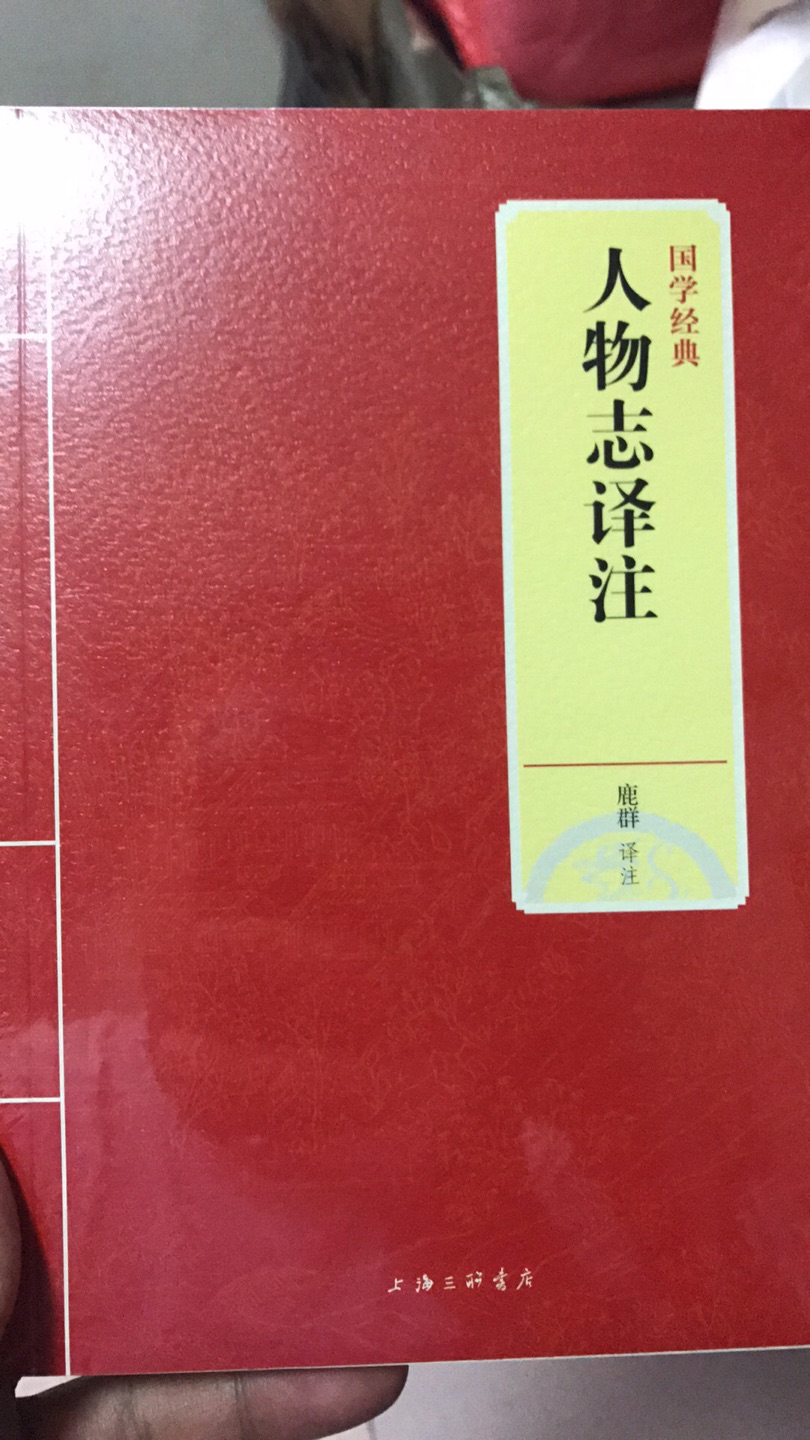 国学经典
人物志译注
鹿群 译注
上海三联书店